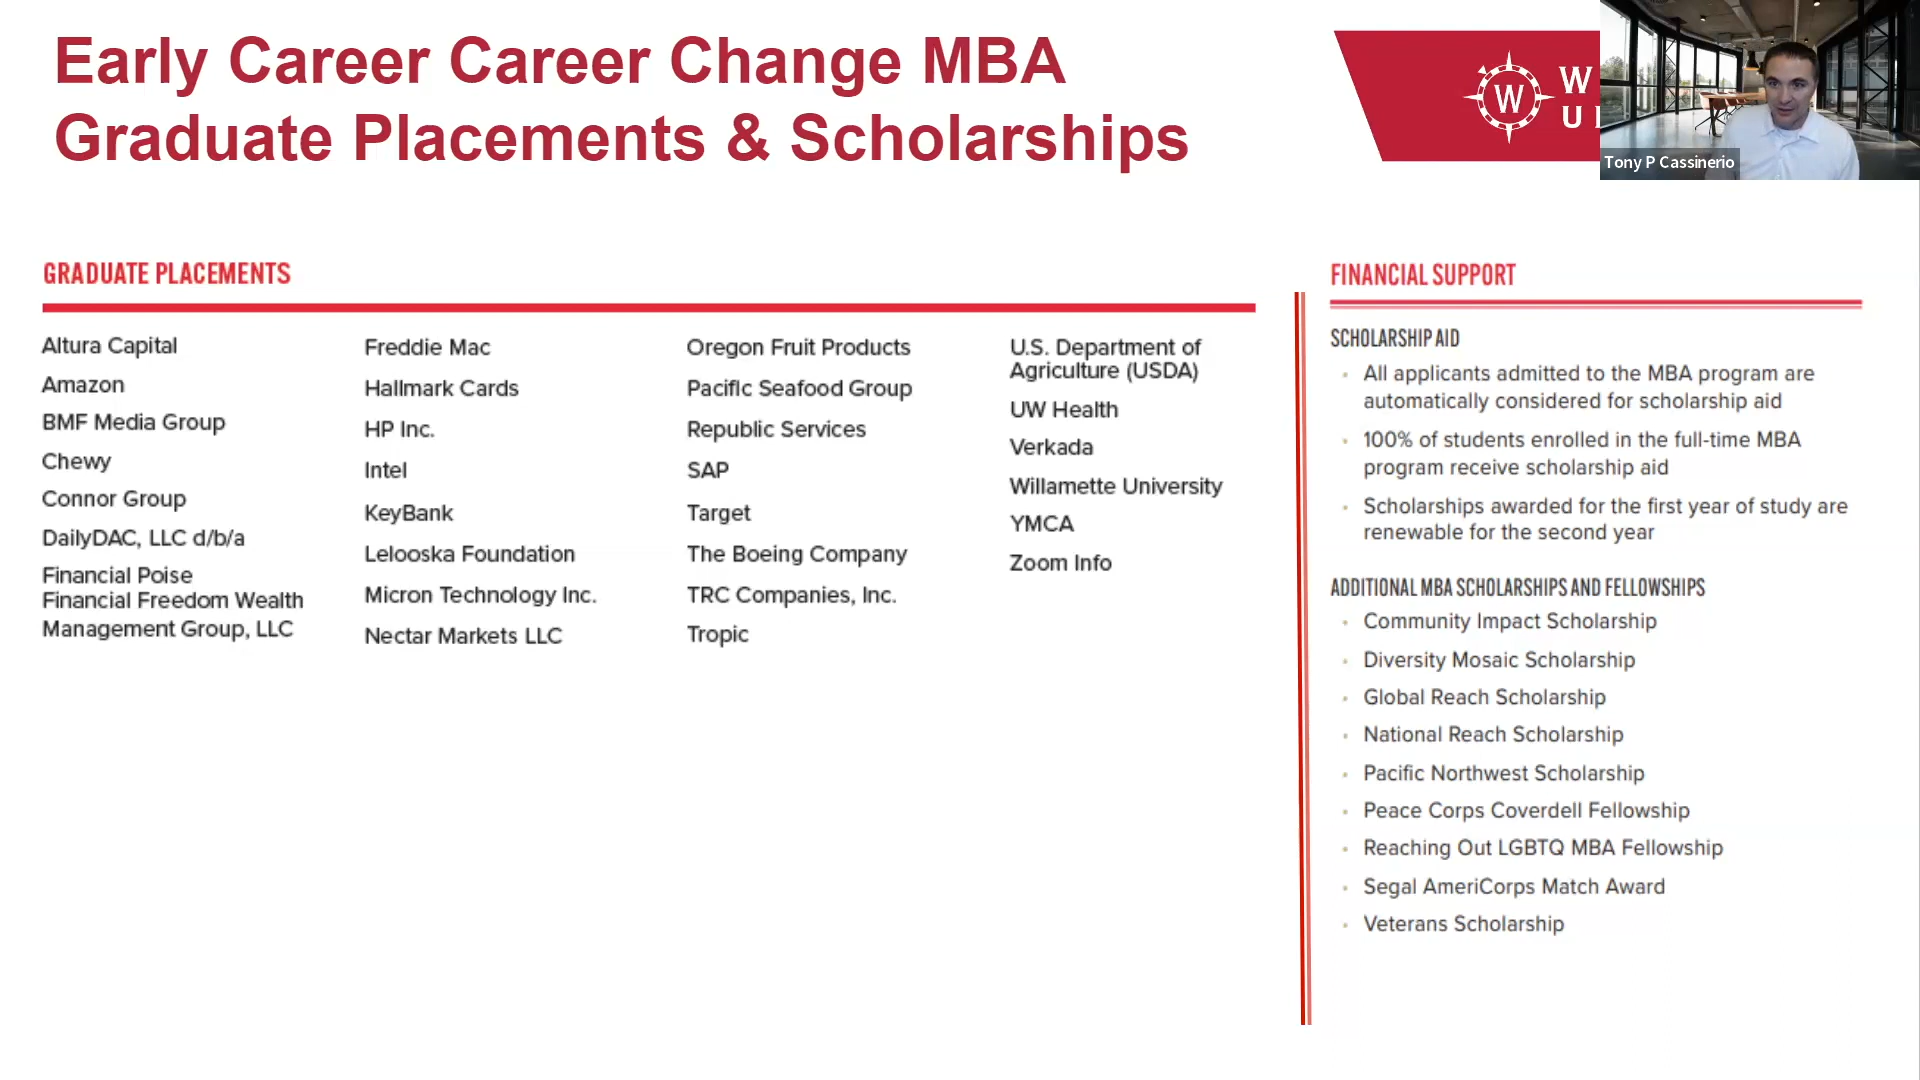 Early Career Career Change MBA
Graduate Placements & Scholarships
W
W
U
Tony P Cassinerio
GRADUATE PLACEMENTS
Altura Capital
Amazon
BMF Media Group
Chewy
Connor Group
DailyDAC, LLC d/b/a
Financial Poise
Financial Freedom Wealth
Management Group, LLC
Freddie Mac
Hallmark Cards
HP Inc.
Intel
KeyBank
Lelooska Foundation
Micron Technology Inc.
Nectar Markets LLC
Oregon Fruit Products
Pacific Seafood Group
Republic Services
SAP
Target
The Boeing Company
TRC Companies, Inc.
Tropic
U.S. Department of
Agriculture (USDA)
UW Health
Verkada
Willamette University
YMCA
Zoom Info
FINANCIAL SUPPORT
SCHOLARSHIP AID
All applicants admitted to the MBA program are
automatically considered for scholarship aid
100% of students enrolled in the full-time MBA
program receive scholarship aid
Scholarships awarded for the first year of study are
renewable for the second year
ADDITIONAL MBA SCHOLARSHIPS AND FELLOWSHIPS
Community Impact Scholarship
Diversity Mosaic Scholarship
Global Reach Scholarship
National Reach Scholarship
Pacific Northwest Scholarship
Peace Corps Coverdell Fellowship
Reaching Out LGBTQ MBA Fellowship
Segal AmeriCorps Match Award
Veterans Scholarship